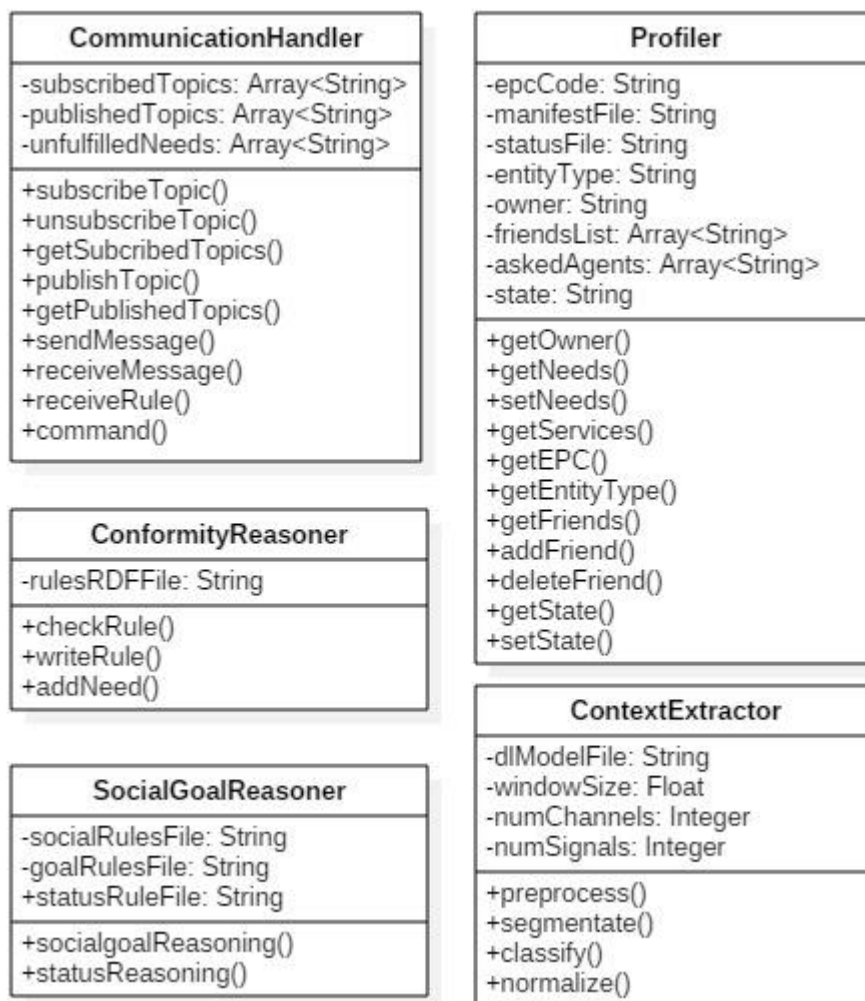 CommunicationHandler
-subscribedTopics: Array<String>
-publishedTopics: Array<String>
-unfulfilledNeeds: Array<String>
+subscribeTopic()
+unsubscribeTopic()
+getSubcribedTopics()
+publishTopic()
+getPublishedTopics()
+sendMessage()
+receiveMessage()
+receiveRule()
+command()
ConformityReasoner
-rulesRDFFile: String
+checkRule()
+writeRule()
+addNeed()
SocialGoalReasoner
-socialRulesFile: String
-goalRulesFile: String
+statusRuleFile: String
+socialgoalReasoning()
+statusReasoning()
Profiler
-epcCode: String
-manifestFile: String
-statusFile: String
-entityType: String
-owner: String
-friendsList: Array<String>
-askedAgents: Array<String>
-state: String
+getOwner()
+getNeeds()
+setNeeds()
+getServices()
+getEPC()
+getEntityType()
+getFriends()
+addFriend()
+deleteFriend()
+getState()
+setState()
ContextExtractor
-dlModelFile: String
-windowSize: Float
-numChannels: Integer
-numSignals: Integer
+preprocess()
+segmentate()
+classify()
+normalize()